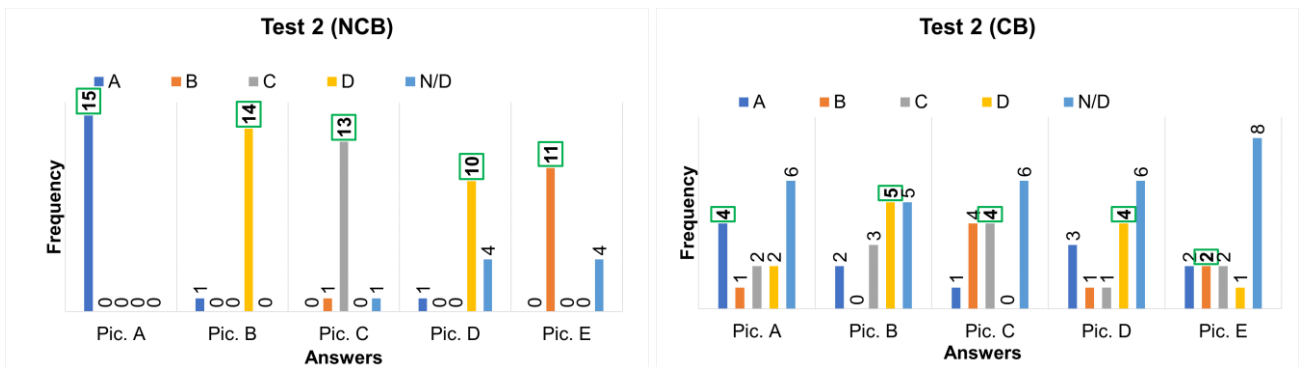 Test 2 (NCB)
A B C D N/D
Frequency
15 0 0 0 0
1 0 0 14 0
0 1 13 0 1
1 0 0 10 4
0 11 0 0 4
Pic. A Pic. B Pic. C Pic. D Pic. E
Answers
Test 2 (CB)
A B C D N/D
Frequency
4 1 2 2 6
2 0 3 5 5
1 4 4 0 6
3 1 1 4 6
2 2 2 1 8
Pic. A Pic. B Pic. C Pic. D Pic. E
Answers